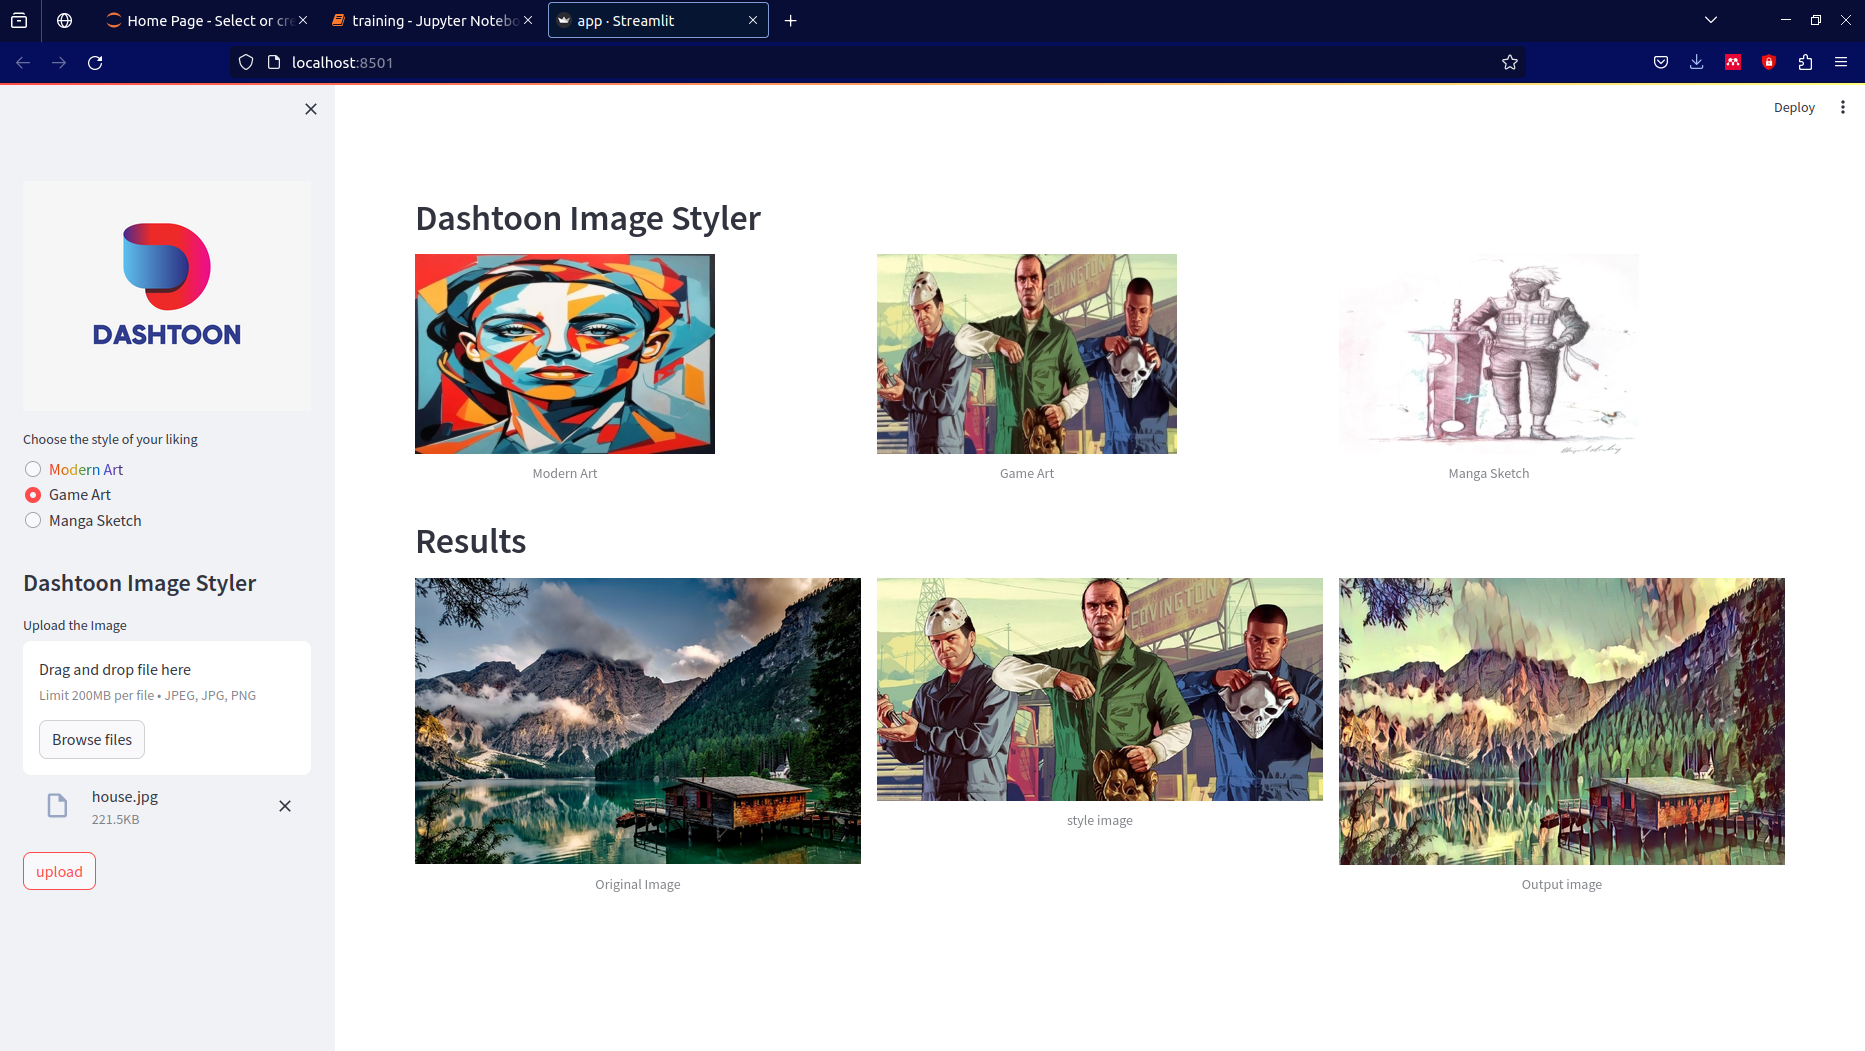 Home Page - Select or cre
training - Jupyter Notebo
app · Streamlit
localhost:8501
Deploy
DASHTOON
Choose the style of your liking
Modern Art
Game Art
Manga Sketch
Dashtoon Image Styler
Upload the Image
Drag and drop file here
Limit 200MB per file • JPEG, JPG, PNG
Browse files
house.jpg
221.5KB
upload
Dashtoon Image Styler
COVINGTON
Modern Art
Game Art
Manga Sketch
Results
COVINGTON
Original Image
style image
Output image